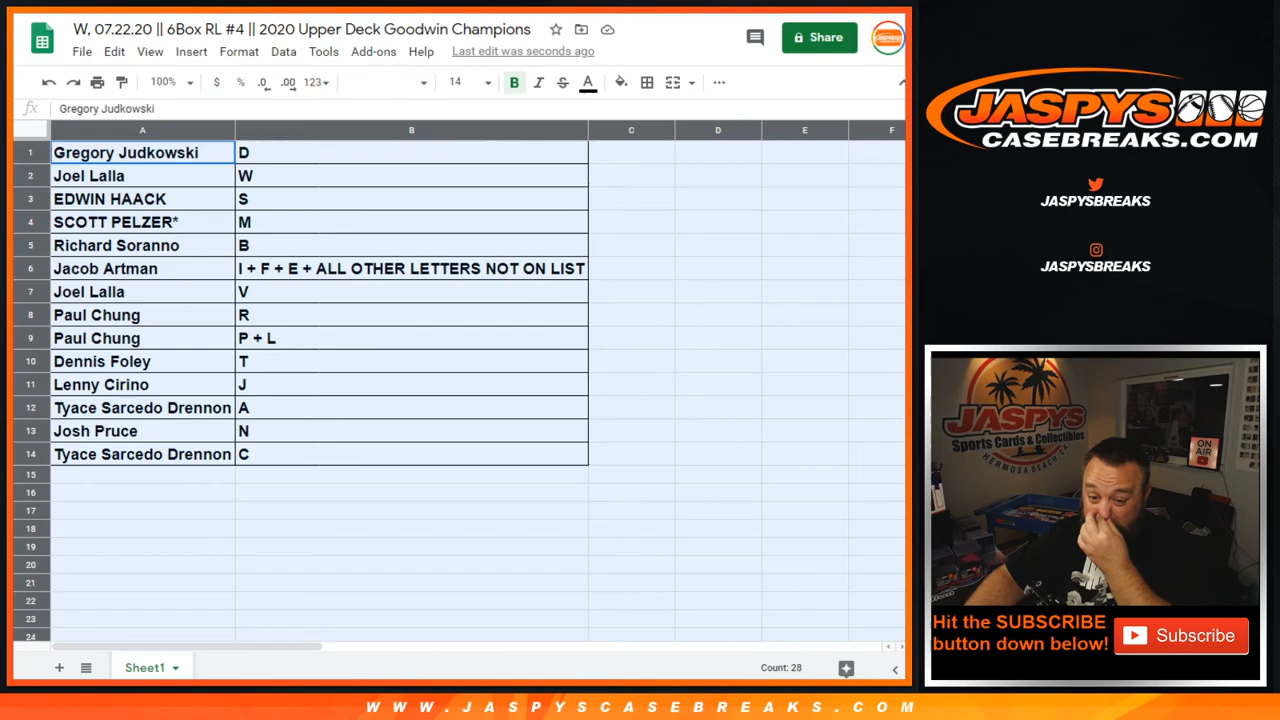 W, 07.22.20 || 6Box RL #4 || 2020 Upper Deck Goodwin Champions
File Edit View Insert Format Data Tools Add-ons Help Last edit was seconds ago
Share
100% $ % .0 .00 123 14 B I S A
fx Gregory Judkowski
A B C D E F
1 Gregory Judkowski D
2 Joel Lalla W
3 EDWIN HAACK S
4 SCOTT PELZER* M
5 Richard Soranno B
6 Jacob Artman I + F + E + ALL OTHER LETTERS NOT ON LIST
7 Joel Lalla V
8 Paul Chung R
9 Paul Chung P + L
10 Dennis Foley T
11 Lenny Cirino J
12 Tyace Sarcedo Drennon A
13 Josh Pruce N
14 Tyace Sarcedo Drennon C
15
16
17
18
19
20
21
22
23
24
Sheet1
Count: 28
JASPYS
CASEBREAKS.COM
JASPYSBREAKS
JASPYSBREAKS
JASPYS
Sports Cards & Collectibles
HERMOSA BEACH, CA
ON AIR
Hit the SUBSCRIBE
button down below!
Subscribe
WWW.JASPYSCASEBREAKS.COM